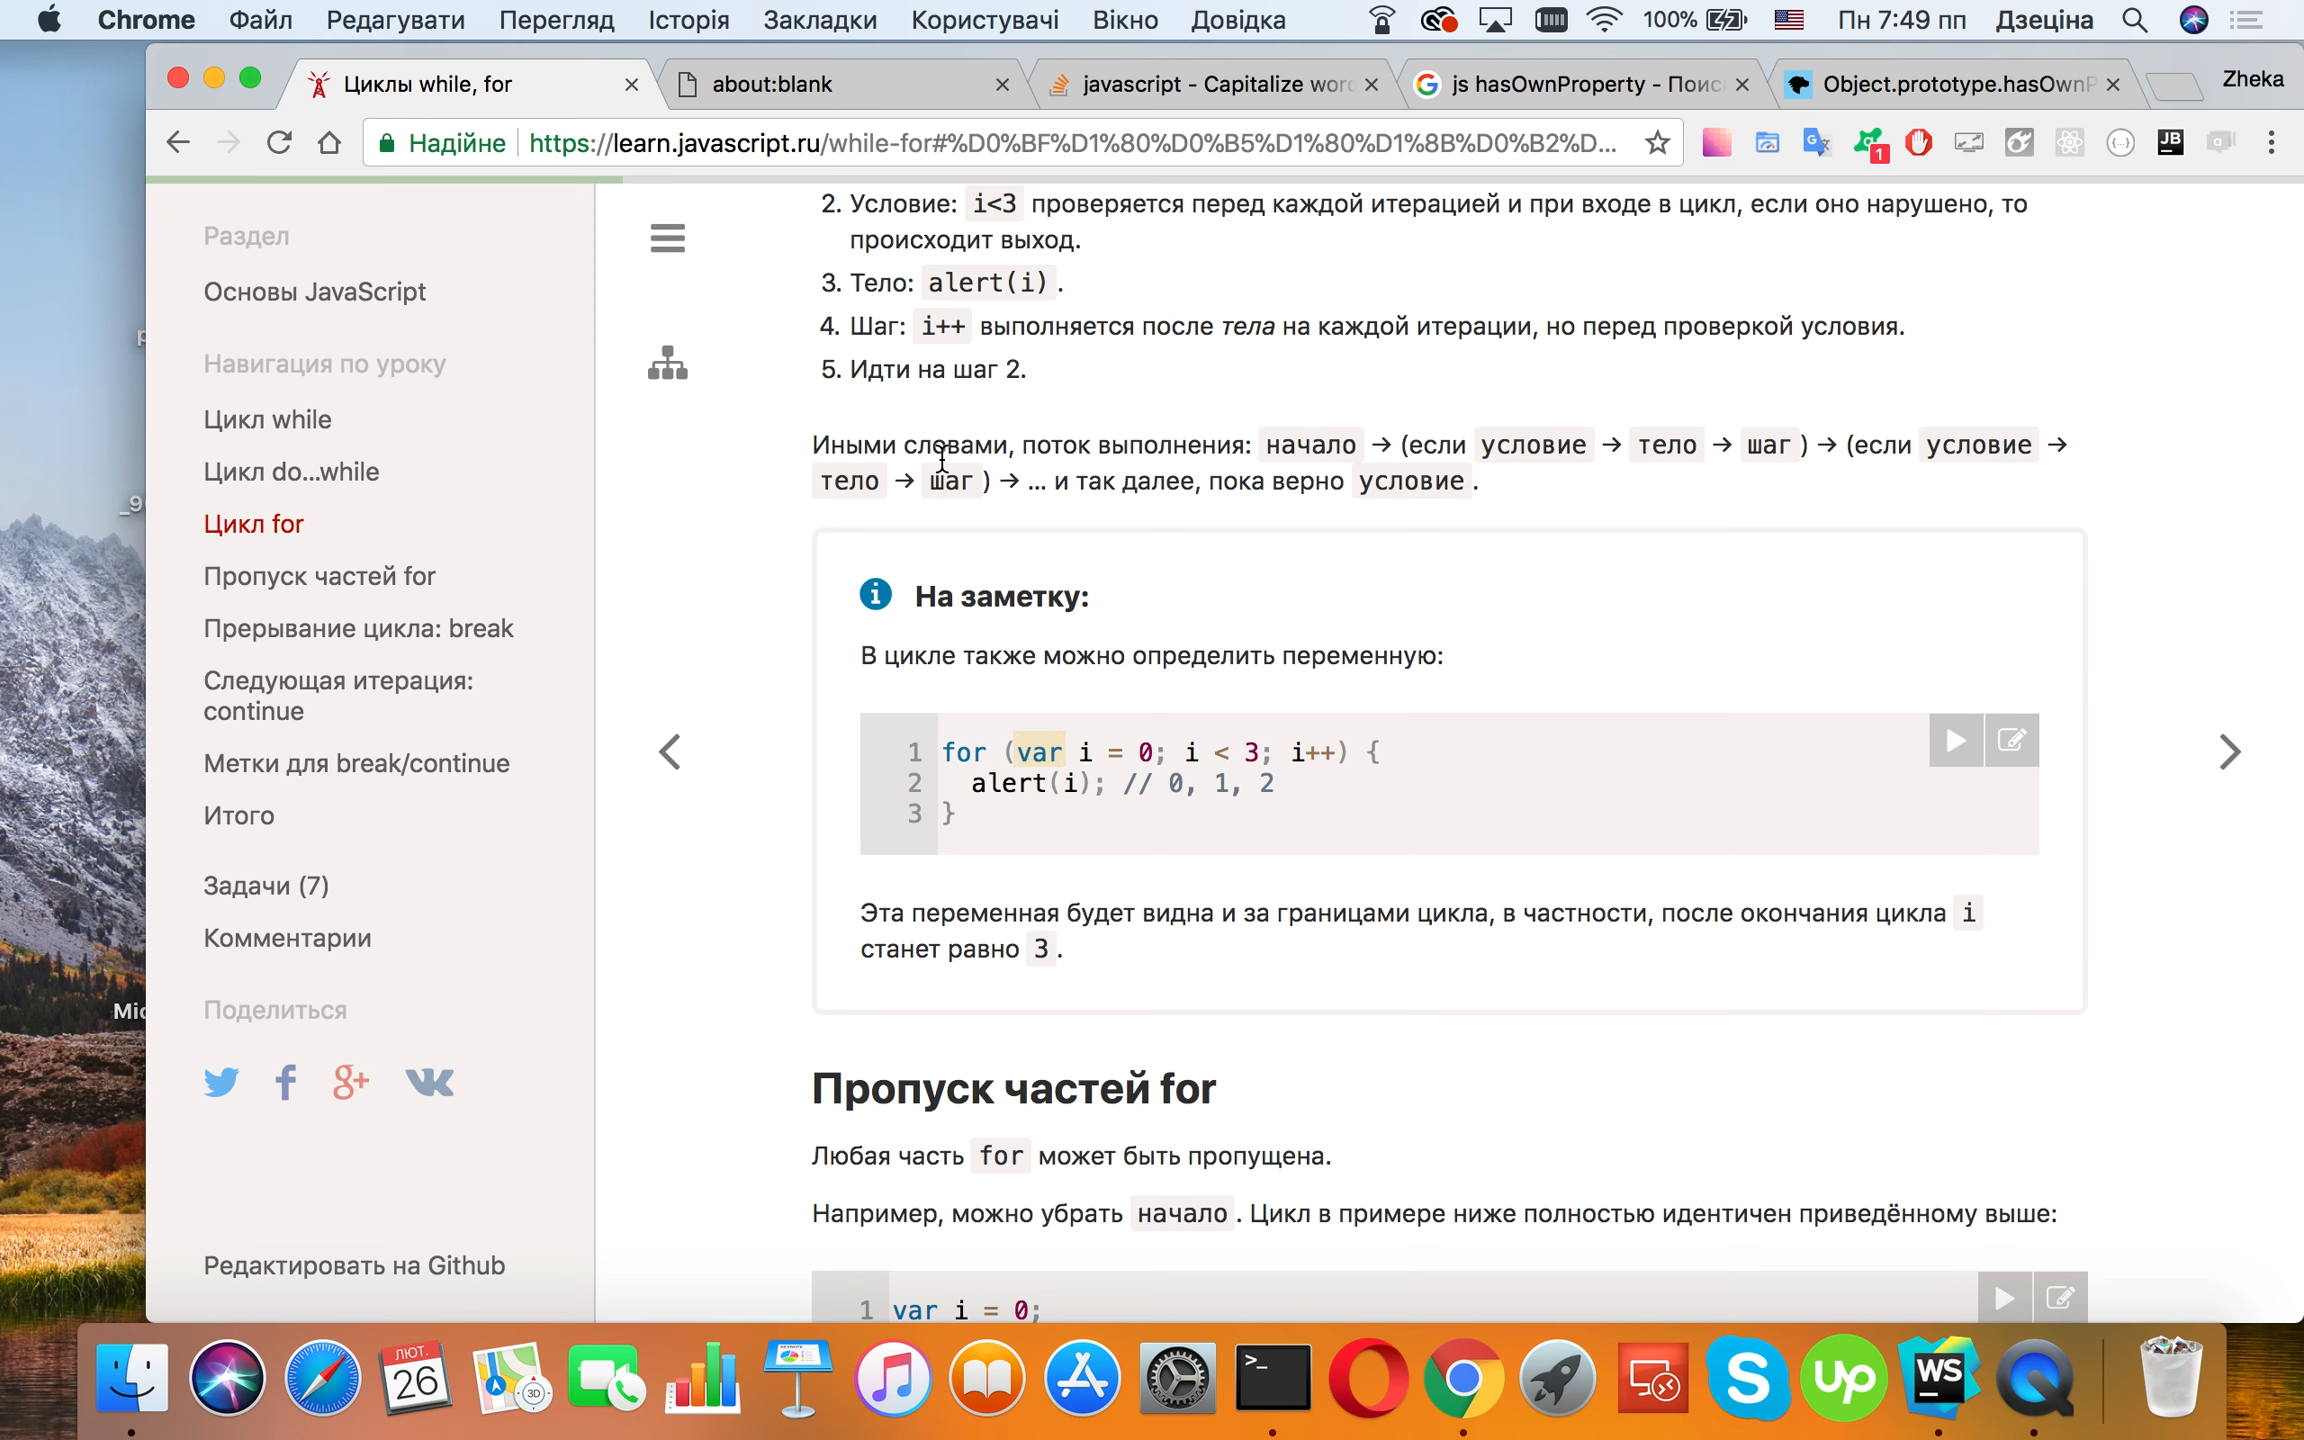 Chrome Файл Редагувати Перегляд Історія Закладки Користувачі Вікно Довідка 100% Пн 7:49 пп Дзеціна
Циклы while, for
about:blank
javascript - Capitalize worc
js hasOwnProperty - Поис
Object.prototype.hasOwnP
Zheka
Надійне https://learn.javascript.ru/while-for#%D0%BF%D1%80%D0%B5%D1%80%D1%8B%D0%B2%D...
1
JB
Раздел
Основы JavaScript
Навигация по уроку
Цикл while
Цикл do...while
Цикл for
Пропуск частей for
Прерывание цикла: break
Следующая итерация:
continue
Метки для break/continue
Итого
Задачи (7)
Комментарии
Поделиться
Редактировать на Github
2. Условие: i<3 проверяется перед каждой итерацией и при входе в цикл, если оно нарушено, то
происходит выход.
3. Тело: alert(i).
4. Шаг: i++ выполняется после тела на каждой итерации, но перед проверкой условия.
5. Идти на шаг 2.
Иными словами, поток выполнения: начало → (если условие → тело → шаг) → (если условие →
тело → шаг) → ... и так далее, пока верно условие.
На заметку:
В цикле также можно определить переменную:
1 for (var i = 0; i < 3; i++) {
2 alert(i); // 0, 1, 2
3 }
Эта переменная будет видна и за границами цикла, в частности, после окончания цикла i
станет равно 3.
Пропуск частей for
Любая часть for может быть пропущена.
Например, можно убрать начало. Цикл в примере ниже полностью идентичен приведённому выше:
1 var i = 0;
_9
Mic
ЛЮТ.
26
3D
>_
S
up
WS